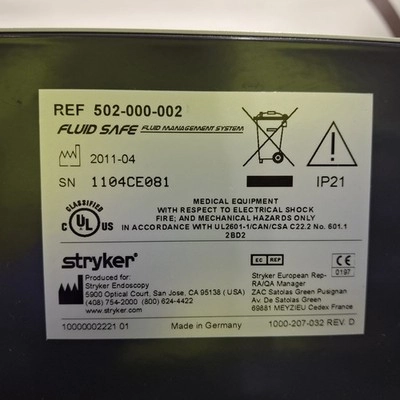 REF 502-000-002
FLUID SAFE FLUID MANAGEMENT SYSTEM
2011-04
SN 1104CE081
IP21
CLASSIFIED
C UL US
MEDICAL EQUIPMENT
WITH RESPECT TO ELECTRICAL SHOCK
FIRE; AND MECHANICAL HAZARDS ONLY
IN ACCORDANCE WITH UL2601-1/CAN/CSA C22.2 No. 601.1
2BD2
stryker®
Produced for:
Stryker Endoscopy
5900 Optical Court, San Jose, CA 95138 (USA)
(408) 754-2000 (800) 624-4422
www.stryker.com
EC REP
CE
0197
Stryker European Rep-
RA/QA Manager
ZAC Satolas Green Pusignan
Av. De Satolas Green
69881 MEYZIEU Cedex France
10000002221 01
Made in Germany
1000-207-032 REV. D